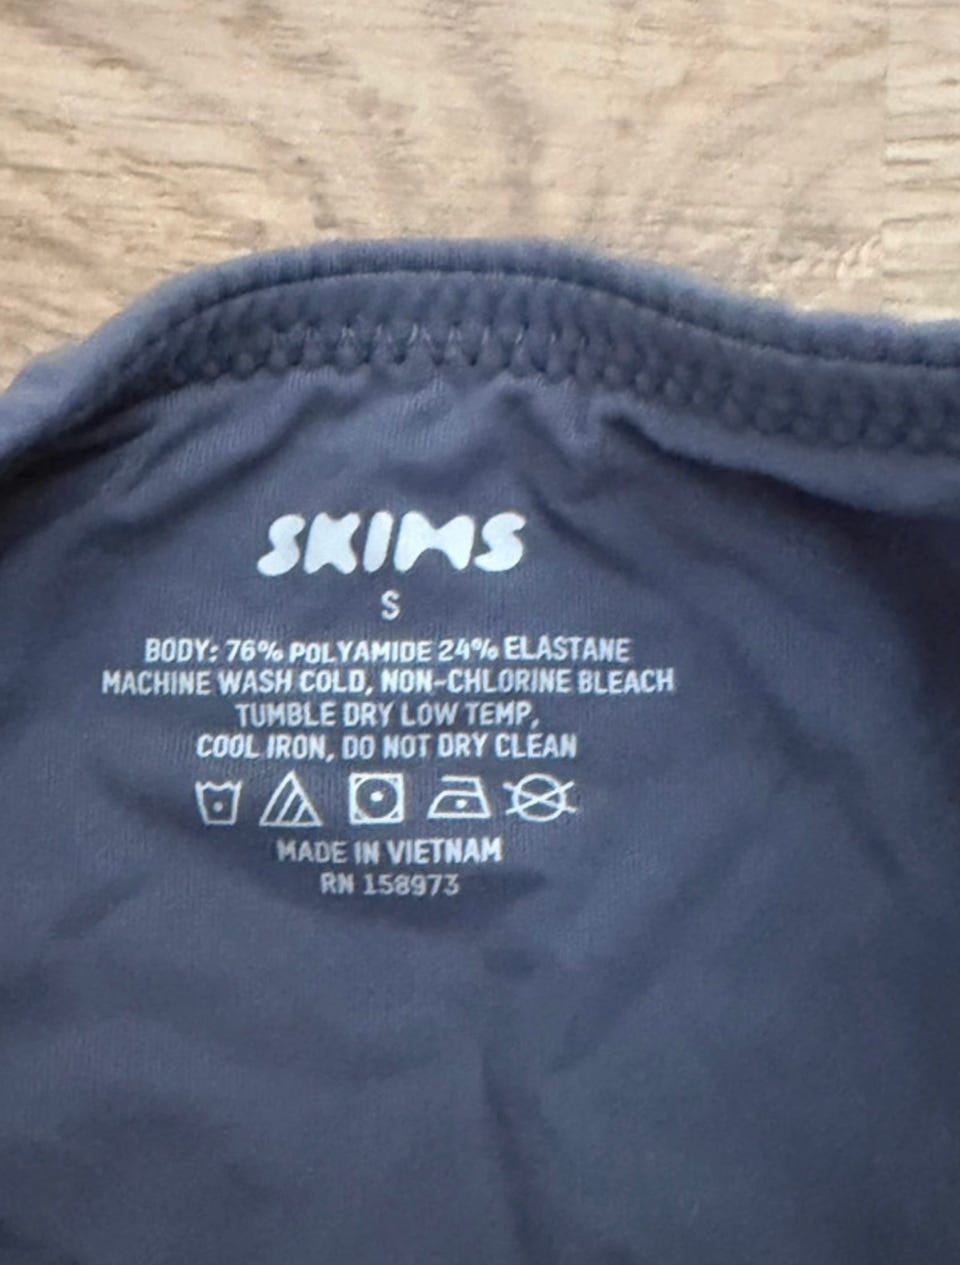 SKIMS
S
BODY: 76% POLYAMIDE 24% ELASTANE
MACHINE WASH COLD, NON-CHLORINE BLEACH
TUMBLE DRY LOW TEMP,
COOL IRON, DO NOT DRY CLEAN
MADE IN VIETNAM
RN 158973